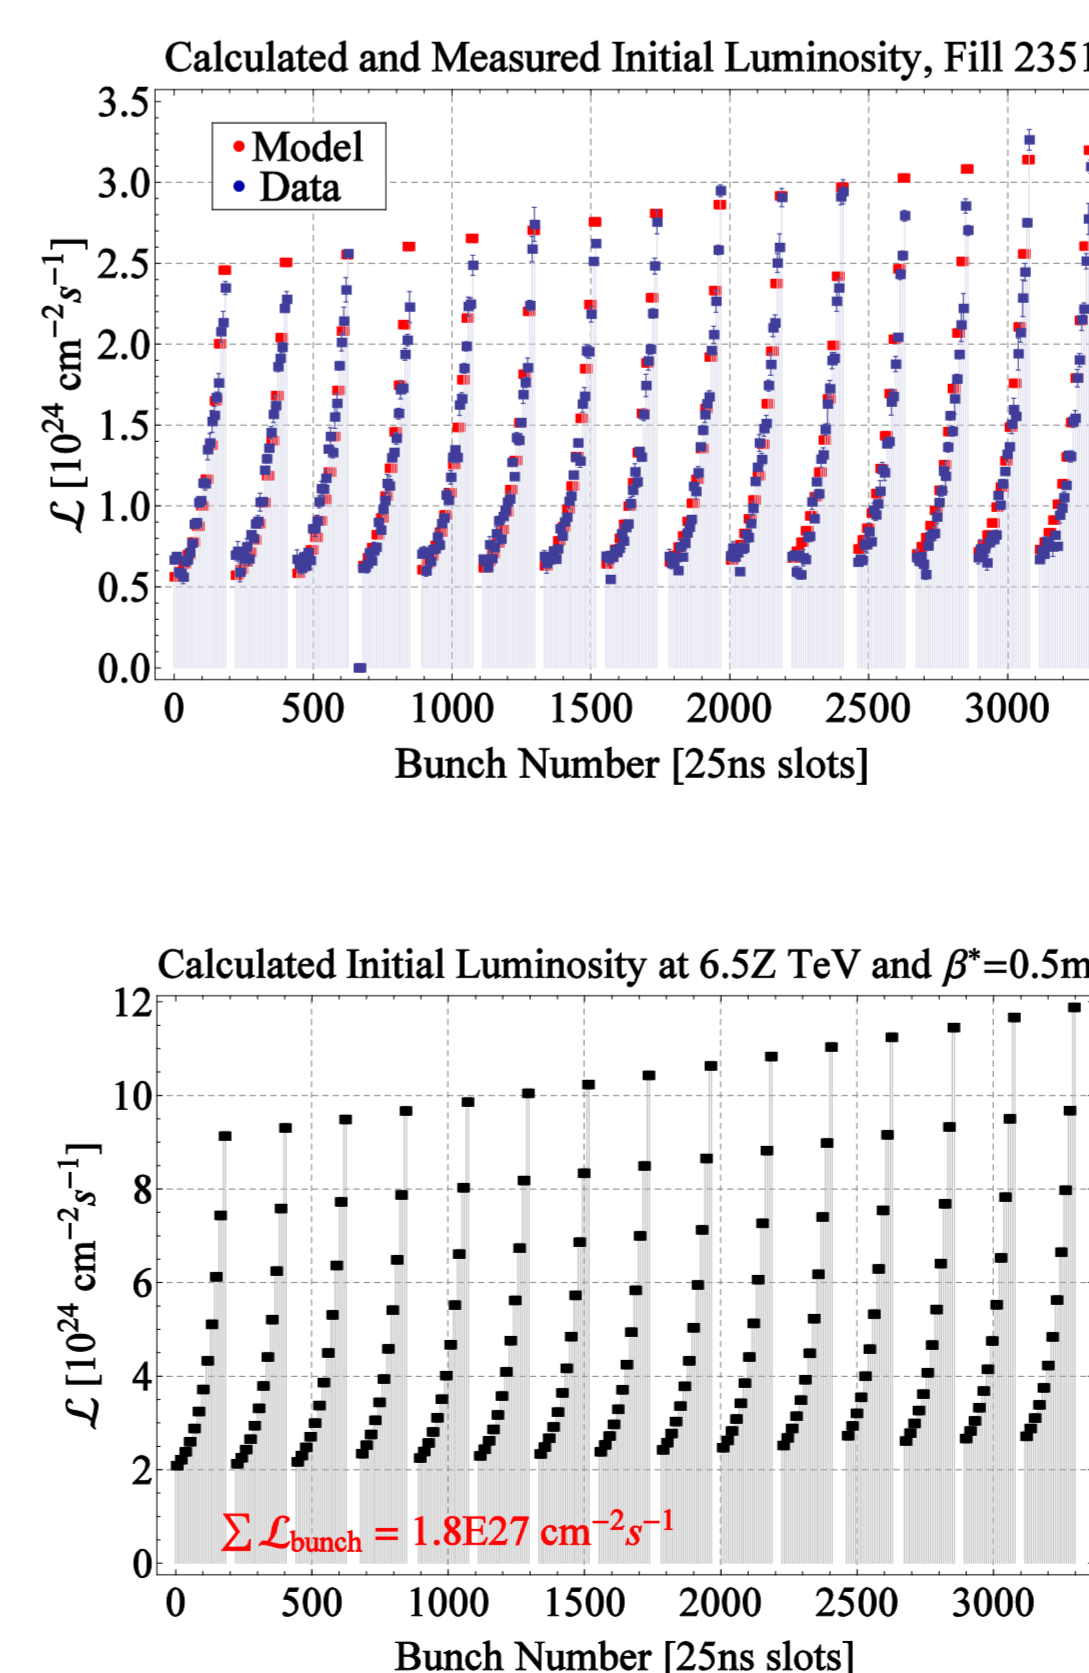 Calculated and Measured Initial Luminosity, Fill 2351
3.5
3.0
2.5
2.0
1.5
1.0
0.5
0.0
Model
Data
ℒ [10²⁴ cm⁻²s⁻¹]
0 500 1000 1500 2000 2500 3000
Bunch Number [25ns slots]
Calculated Initial Luminosity at 6.5Z TeV and β*=0.5m
12
10
8
6
4
2
0
ℒ [10²⁴ cm⁻²s⁻¹]
∑ ℒbunch = 1.8E27 cm⁻²s⁻¹
0 500 1000 1500 2000 2500 3000
Bunch Number [25ns slots]